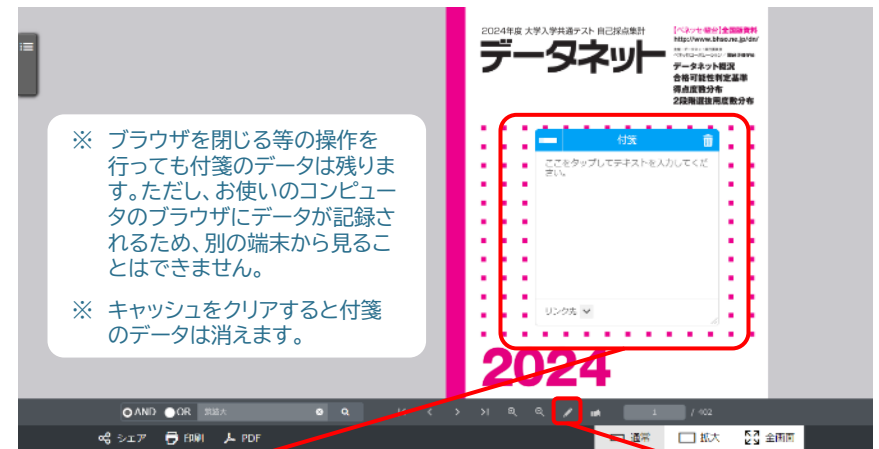 2024年度 大学入学共通テスト 自己採点集計
データネット
【ベネッセ・駿台】全国版資料
http://www.bhso.ne.jp/dn/
データネット概況
合格可能性判定基準
得点度数分布
2段階選抜用度数分布
※ ブラウザを閉じる等の操作を
行っても付箋のデータは残りま
す。ただし、お使いのコンピュー
タのブラウザにデータが記録さ
れるため、別の端末から見るこ
とはできません。
※ キャッシュをクリアすると付箋
のデータは消えます。
付箋
ここをタップしてテキストを入力してくだ
さい。
リンク先
2024
AND OR
1 / 402
シェア 印刷 PDF 通常 拡大 全画面